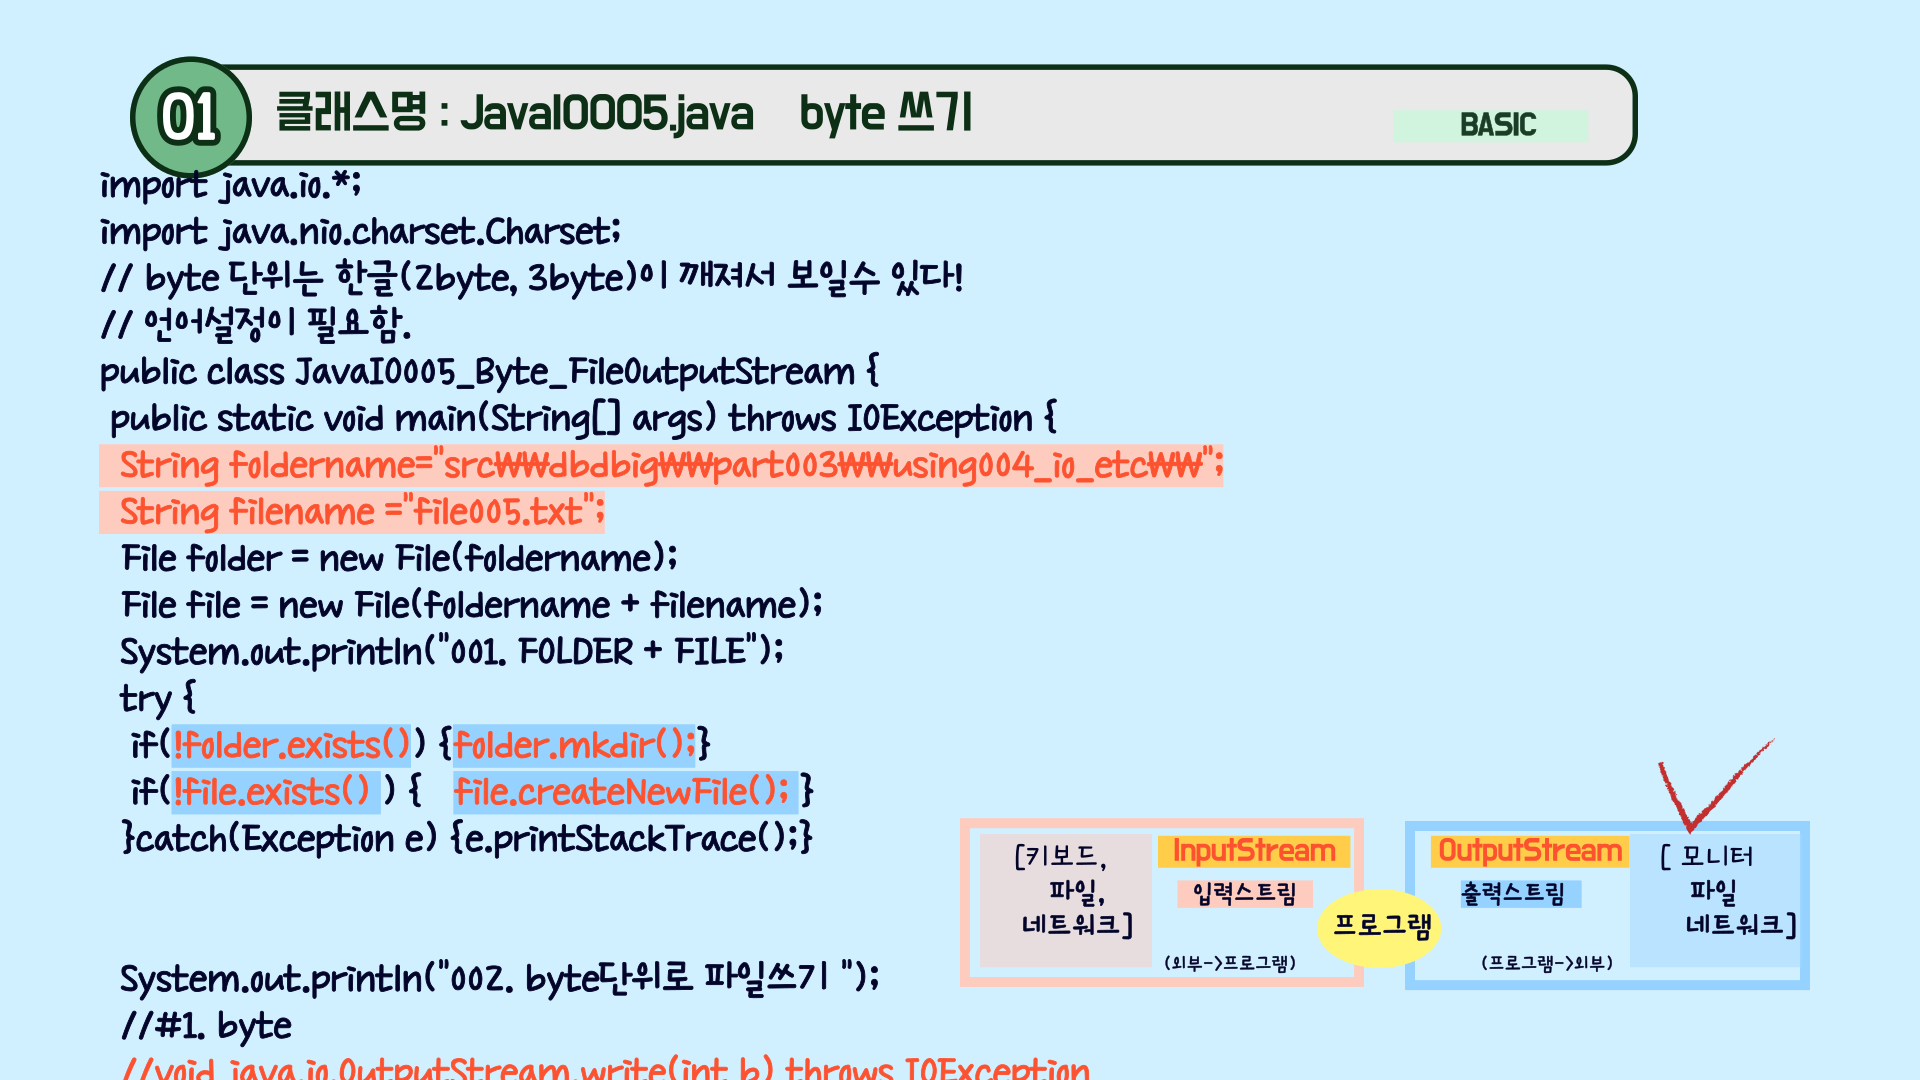 01
클래스명 : JavaIO005.java byte 쓰기
BASIC
import java.io.*;
import java.nio.charset.Charset;
// byte 단위는 한글(2byte, 3byte)이 깨져서 보일수 있다!
// 언어설정이 필요함.
public class JavaIO005_Byte_FileOutputStream {
public static void main(String[] args) throws IOException {
String foldername="src₩₩dbdbig₩₩part003₩₩using004_io_etc₩₩";
String filename ="file005.txt";
File folder = new File(foldername);
File file = new File(foldername + filename);
System.out.println("001. FOLDER + FILE");
try {
if(!folder.exists()) {folder.mkdir();}
if(!file.exists() ) { file.createNewFile(); }
}catch(Exception e) {e.printStackTrace();}
System.out.println("002. byte단위로 파일쓰기 ");
//#1. byte
//void java.io.OutputStream.write(int b) throws IOException
[키보드,
파일,
네트워크]
InputStream
입력스트림
(외부->프로그램)
프로그램
OutputStream
출력스트림
(프로그램->외부)
[ 모니터
파일
네트워크]